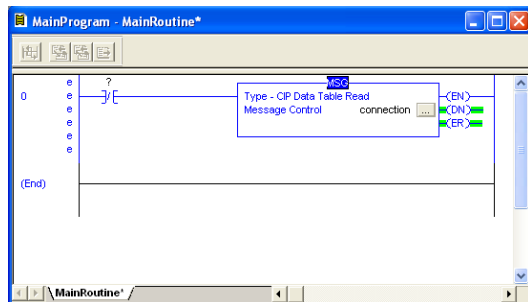 MainProgram - MainRoutine*
e
?
MSG
0 e Type - CIP Data Table Read (EN)
e Message Control connection ... (DN)
e (ER)
e
e
(End)
MainRoutine*